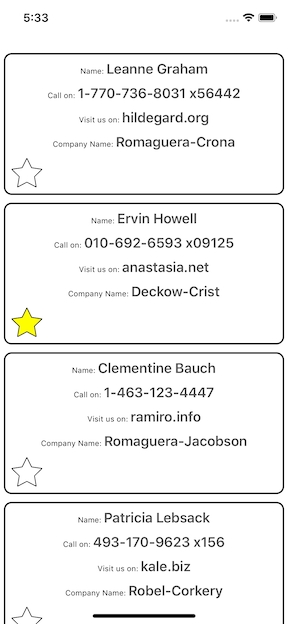 5:33
Name: Leanne Graham
Call on: 1-770-736-8031 x56442
Visit us on: hildegard.org
Company Name: Romaguera-Crona
Name: Ervin Howell
Call on: 010-692-6593 x09125
Visit us on: anastasia.net
Company Name: Deckow-Crist
Name: Clementine Bauch
Call on: 1-463-123-4447
Visit us on: ramiro.info
Company Name: Romaguera-Jacobson
Name: Patricia Lebsack
Call on: 493-170-9623 x156
Visit us on: kale.biz
Company Name: Robel-Corkery